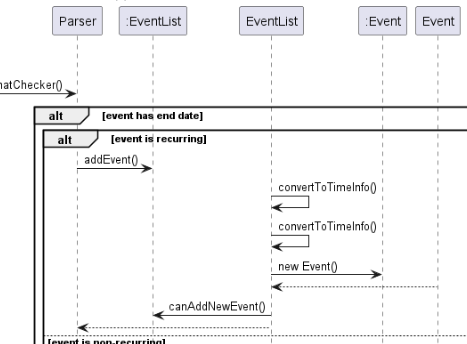 Parser :EventList EventList :Event Event
hatChecker()
alt [event has end date]
alt [event is recurring]
addEvent()
convertToTimeInfo()
convertToTimeInfo()
new Event()
canAddNewEvent()
[event is non-recurring]